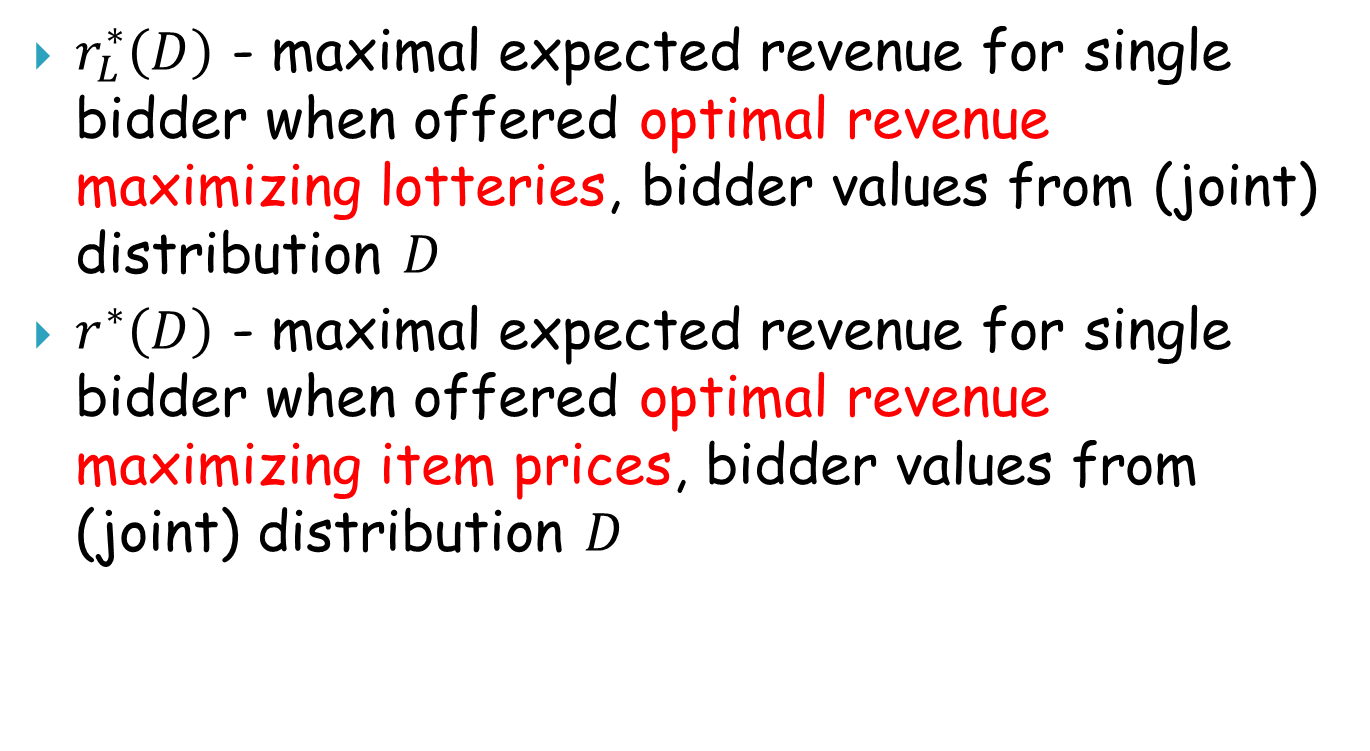 $r_L^*(D)$ - maximal expected revenue for single
bidder when offered optimal revenue
maximizing lotteries, bidder values from (joint)
distribution $D$
$r^*(D)$ - maximal expected revenue for single
bidder when offered optimal revenue
maximizing item prices, bidder values from
(joint) distribution $D$